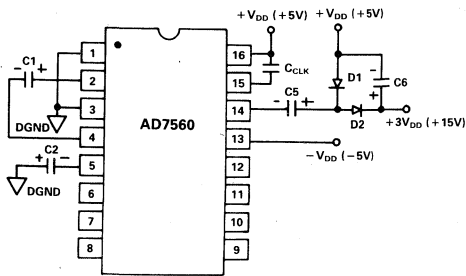 +VDD (+5V)
+VDD (+5V)
- C1 +
1
2
3
4
5
6
7
8
16
15
14
13
12
11
10
9
CCLK
D1
-
C6
+
C5
- +
D2
+3VDD (+15V)
AD7560
DGND
-VDD (-5V)
C2
+ -
DGND